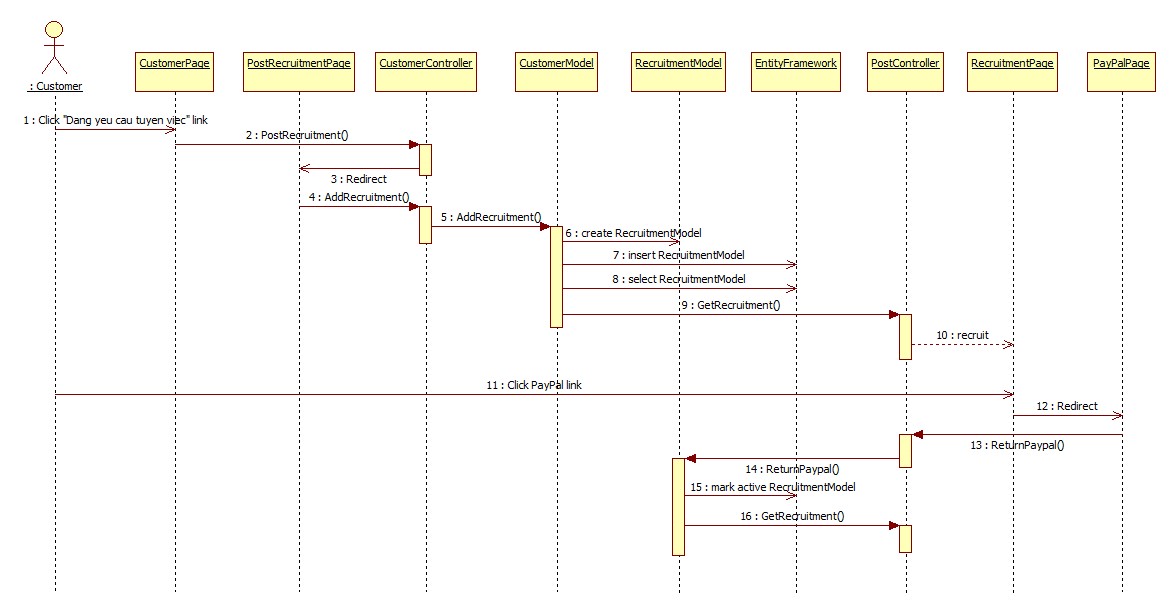 : Customer
CustomerPage
PostRecruitmentPage
CustomerController
CustomerModel
RecruitmentModel
EntityFramework
PostController
RecruitmentPage
PayPalPage
1 : Click "Dang yeu cau tuyen viec" link
2 : PostRecruitment()
3 : Redirect
4 : AddRecruitment()
5 : AddRecruitment()
6 : create RecruitmentModel
7 : insert RecruitmentModel
8 : select RecruitmentModel
9 : GetRecruitment()
10 : recruit
11 : Click PayPal link
12 : Redirect
13 : ReturnPaypal()
14 : ReturnPaypal()
15 : mark active RecruitmentModel
16 : GetRecruitment()